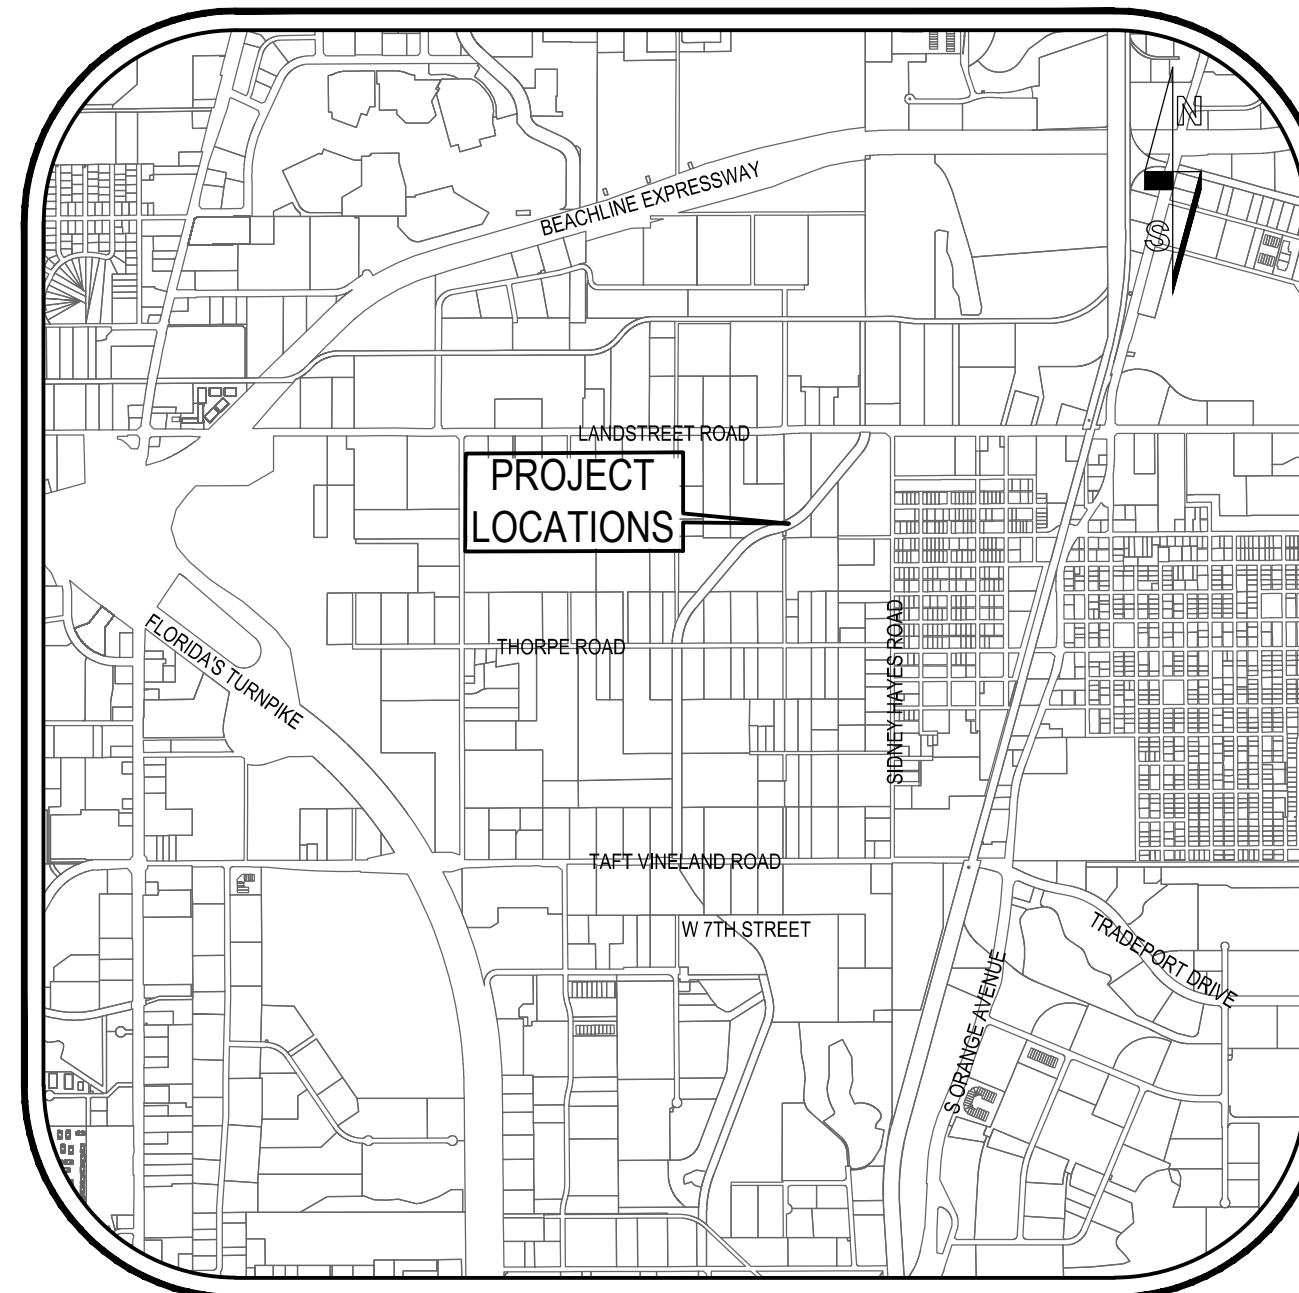 N
S
BEACHLINE EXPRESSWAY
LANDSTREET ROAD
PROJECT
LOCATIONS
THORPE ROAD
SIDNEY HAYES ROAD
FLORIDA'S TURNPIKE
TAFT VINELAND ROAD
W 7TH STREET
TRADEPORT DRIVE
S ORANGE AVENUE